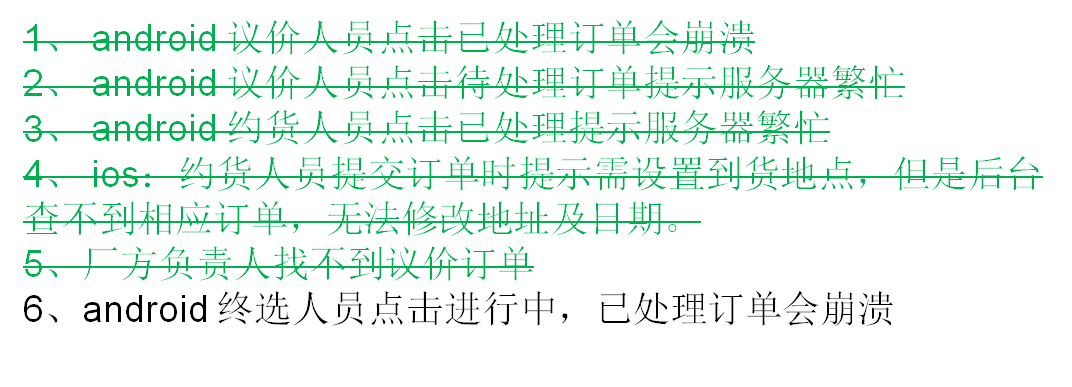 1、 android 议价人员点击已处理订单会崩溃
2、 android 议价人员点击待处理订单提示服务器繁忙
3、 android 约货人员点击已处理提示服务器繁忙
4、 ios：约货人员提交订单时提示需设置到货地点，但是后台
查不到相应订单，无法修改地址及日期。
5、厂方负责人找不到议价订单
6、android 终选人员点击进行中，已处理订单会崩溃